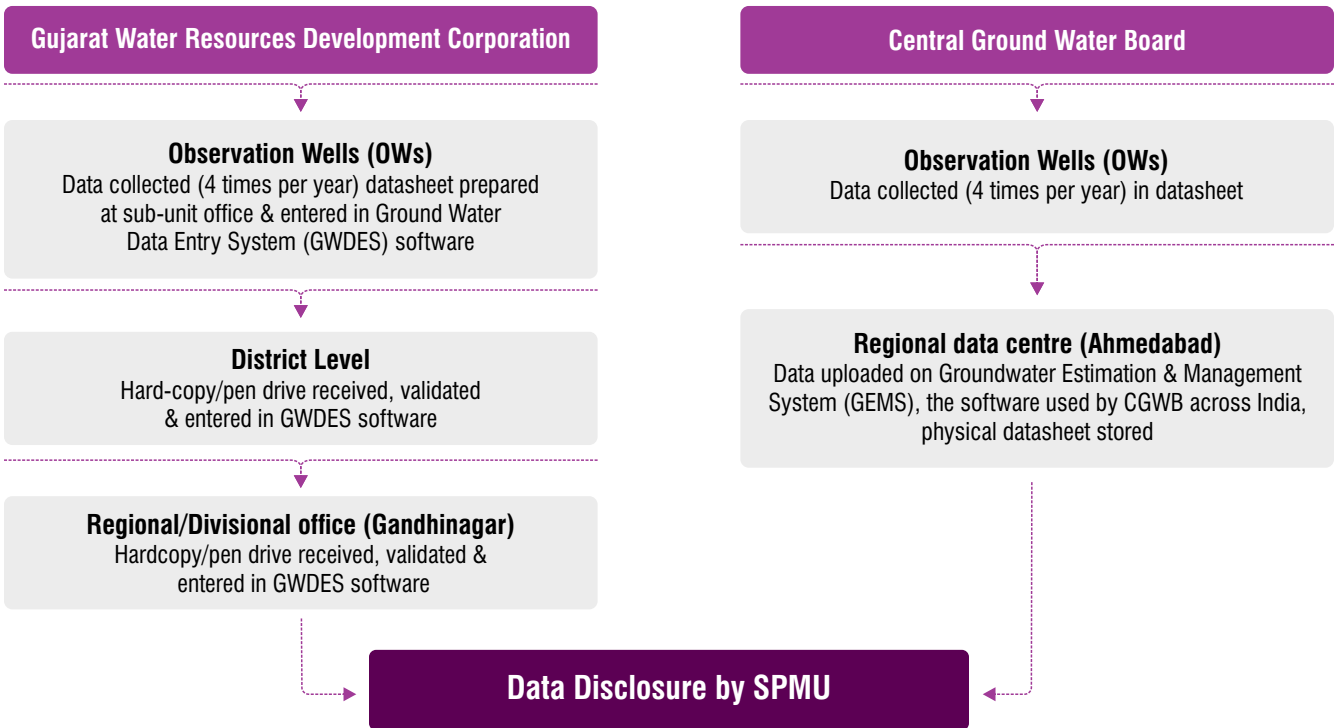 Gujarat Water Resources Development Corporation
Observation Wells (OWs)
Data collected (4 times per year) datasheet prepared
at sub-unit office & entered in Ground Water
Data Entry System (GWDES) software
District Level
Hard-copy/pen drive received, validated
& entered in GWDES software
Regional/Divisional office (Gandhinagar)
Hardcopy/pen drive received, validated &
entered in GWDES software
Central Ground Water Board
Observation Wells (OWs)
Data collected (4 times per year) in datasheet
Regional data centre (Ahmedabad)
Data uploaded on Groundwater Estimation & Management
System (GEMS), the software used by CGWB across India,
physical datasheet stored
Data Disclosure by SPMU